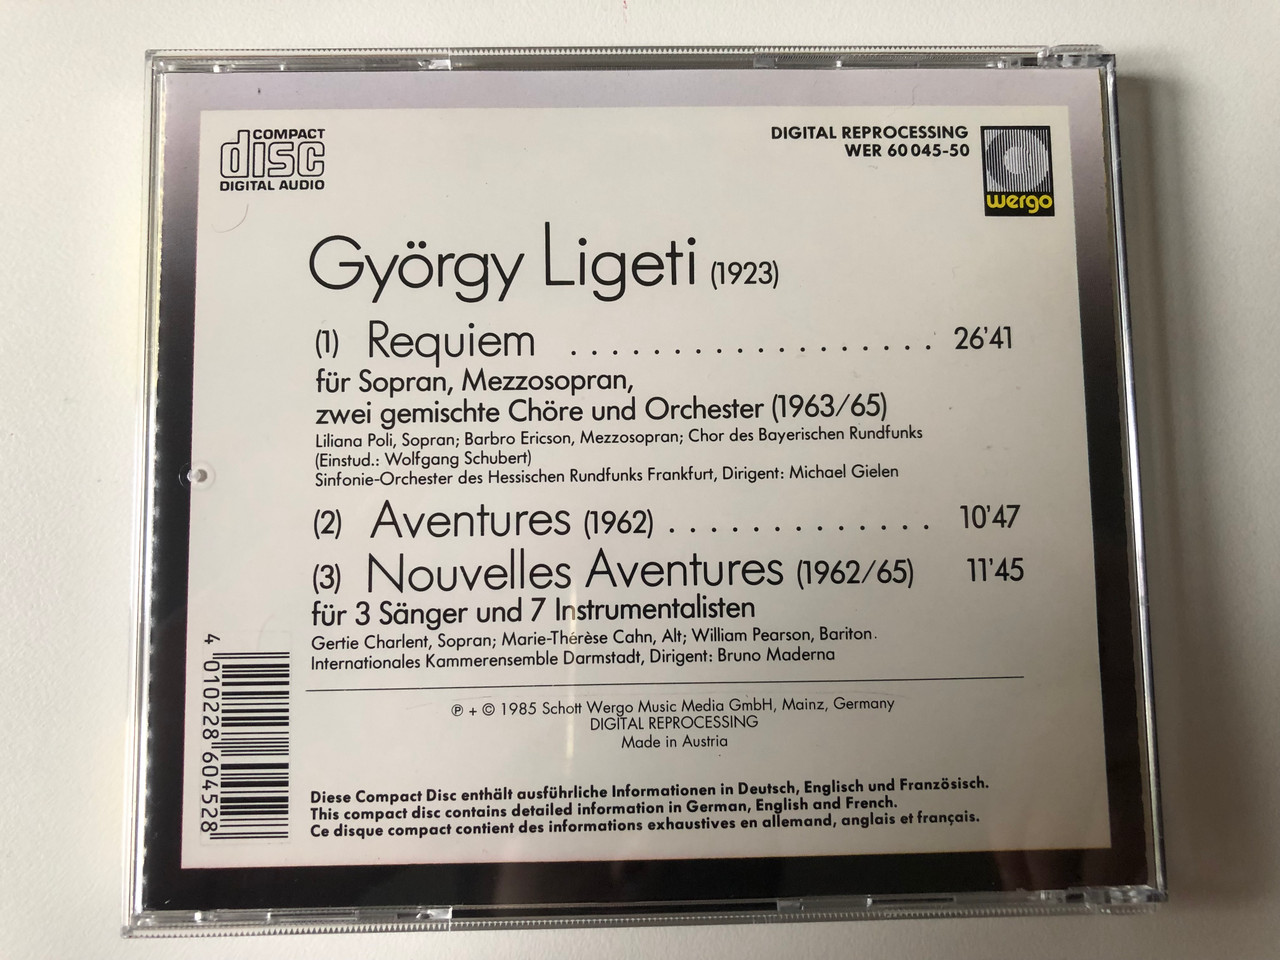 COMPACT
disc
DIGITAL AUDIO
DIGITAL REPROCESSING
WER 60 045-50
wergo
György Ligeti (1923)
(1) Requiem . . . . . . . . . . . . . . . . . . 26'41
für Sopran, Mezzosopran,
zwei gemischte Chöre und Orchester (1963/65)
Liliana Poli, Sopran; Barbro Ericson, Mezzosopran; Chor des Bayerischen Rundfunks
(Einstud.: Wolfgang Schubert)
Sinfonie-Orchester des Hessischen Rundfunks Frankfurt, Dirigent: Michael Gielen
(2) Aventures (1962) . . . . . . . . . . . . . 10'47
(3) Nouvelles Aventures (1962/65) 11'45
für 3 Sänger und 7 Instrumentalisten
Gertie Charlent, Sopran; Marie-Thérèse Cahn, Alt; William Pearson, Bariton.
Internationales Kammerensemble Darmstadt, Dirigent: Bruno Maderna
℗ + © 1985 Schott Wergo Music Media GmbH, Mainz, Germany
DIGITAL REPROCESSING
Made in Austria
Diese Compact Disc enthält ausführliche Informationen in Deutsch, Englisch und Französisch.
This compact disc contains detailed information in German, English and French.
Ce disque compact contient des informations exhaustives en allemand, anglais et français.
4 010228 604528